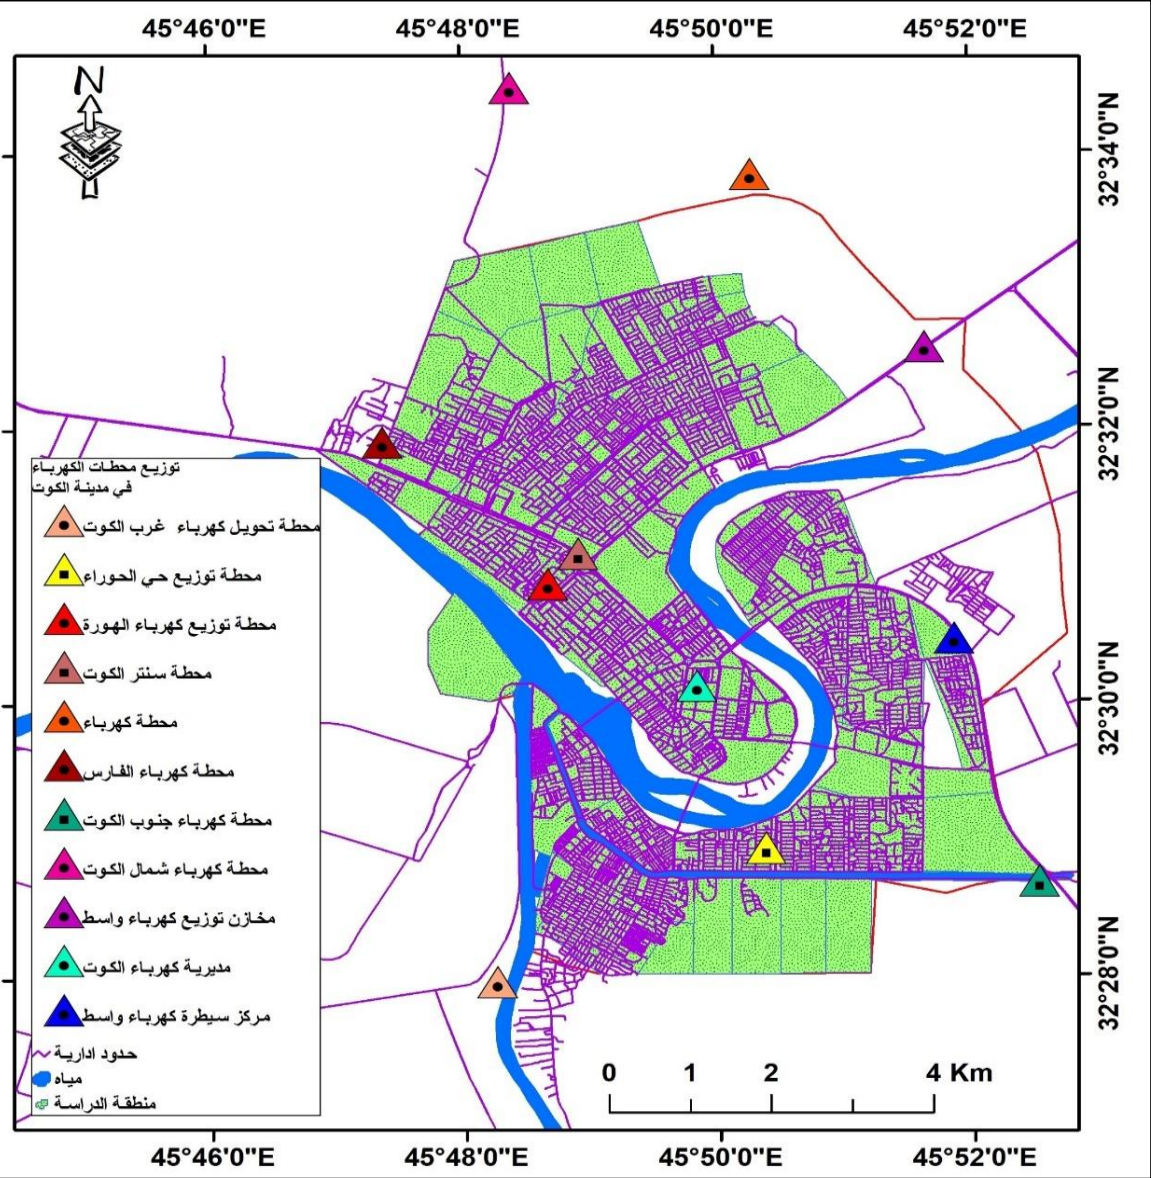 45°46'0"E 45°48'0"E 45°50'0"E 45°52'0"E
N
32°34'0"N
32°32'0"N
32°30'0"N
32°28'0"N
توزيع محطات الكهرباء
في مدينة الكوت
محطة تحويل كهرباء غرب الكوت
محطة توزيع حي الحوراء
محطة توزيع كهرباء الهورة
محطة سنتر الكوت
محطة كهرباء
محطة كهرباء الفارس
محطة كهرباء جنوب الكوت
محطة كهرباء شمال الكوت
مخازن توزيع كهرباء واسط
مديرية كهرباء الكوت
مركز سيطرة كهرباء واسط
حدود ادارية
مياه
منطقة الدراسة
0 1 2 4 Km
45°46'0"E 45°48'0"E 45°50'0"E 45°52'0"E